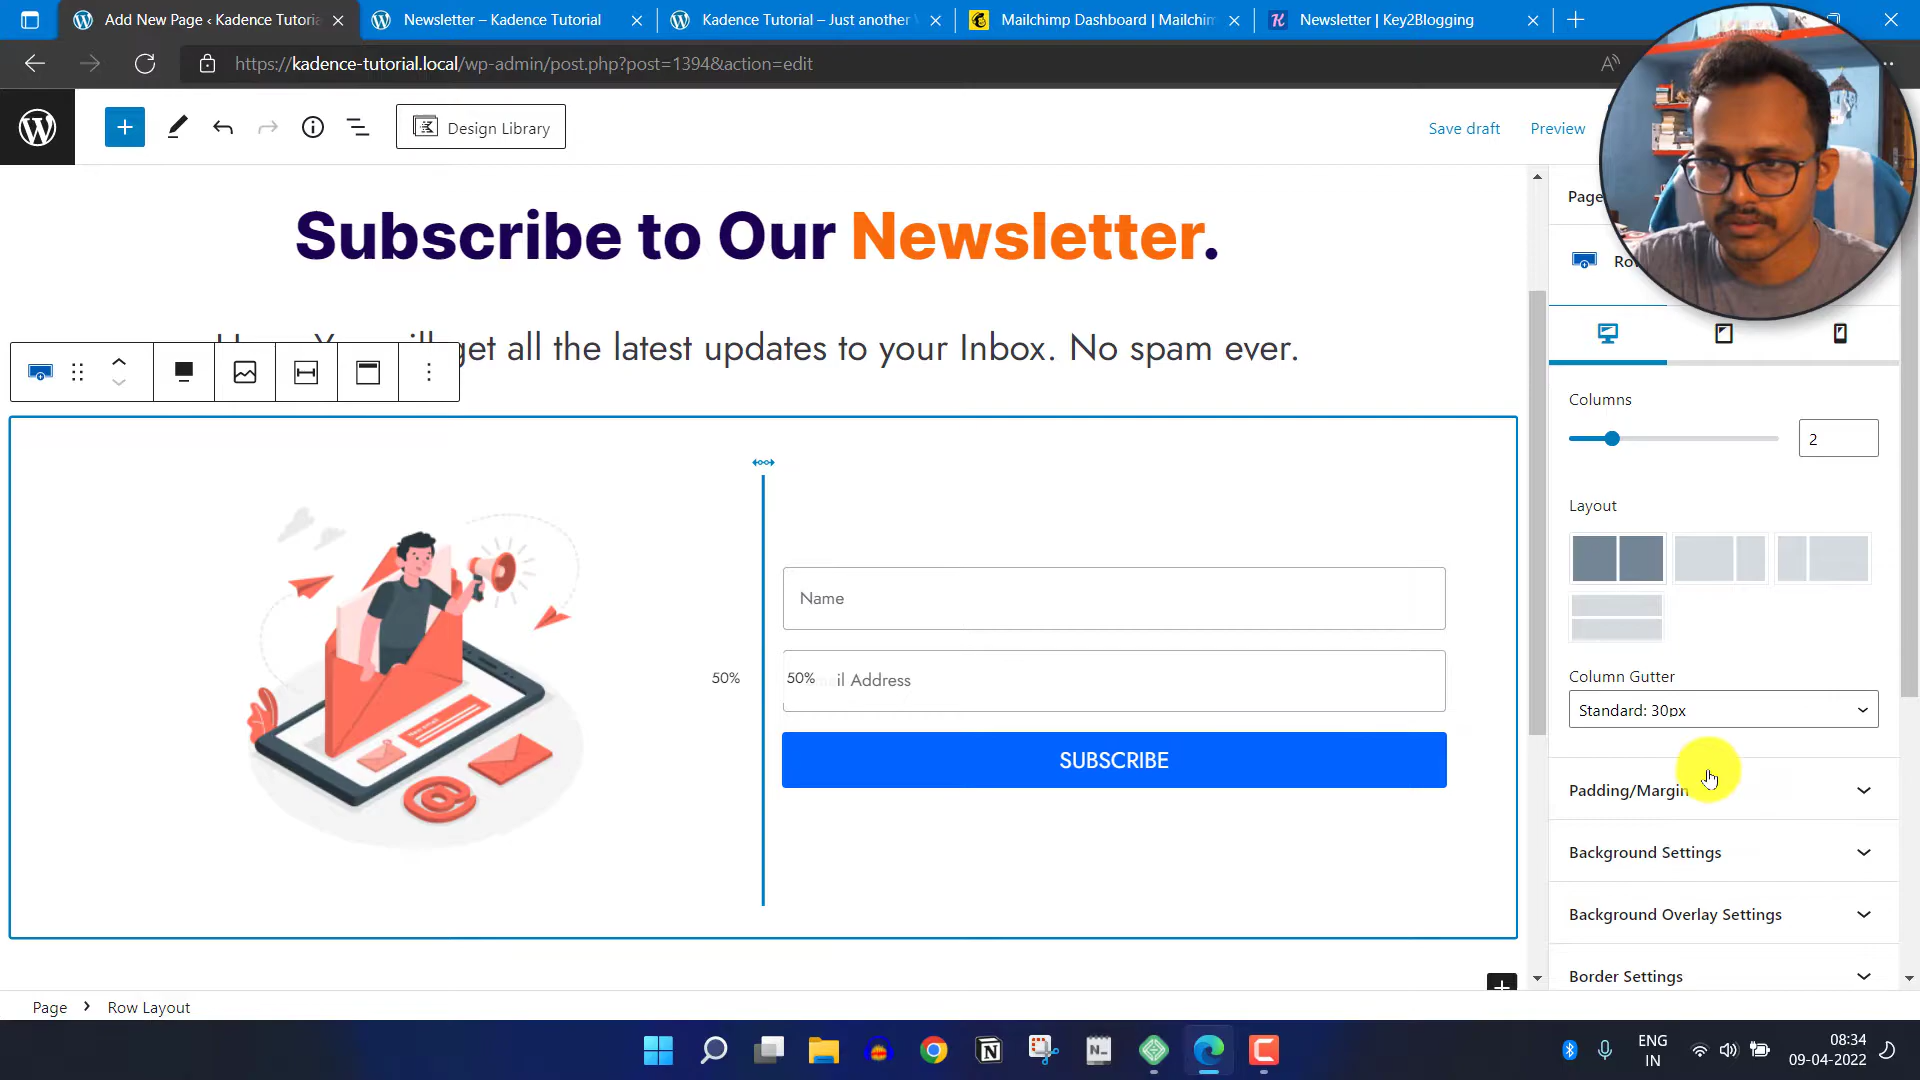 Add New Page ‹ Kadence Tutoria
Newsletter – Kadence Tutorial
Kadence Tutorial – Just another
Mailchimp Dashboard | Mailchim
Newsletter | Key2Blogging
https://kadence-tutorial.local/wp-admin/post.php?post=1394&action=edit
Design Library
Save draft
Preview
Page
Subscribe to Our Newsletter.
get all the latest updates to your Inbox. No spam ever.
Columns
2
Layout
Name
50%
50%
il Address
SUBSCRIBE
Column Gutter
Standard: 30px
Padding/Margin
Background Settings
Background Overlay Settings
Border Settings
Page
Row Layout
ENG
IN
08:34
09-04-2022